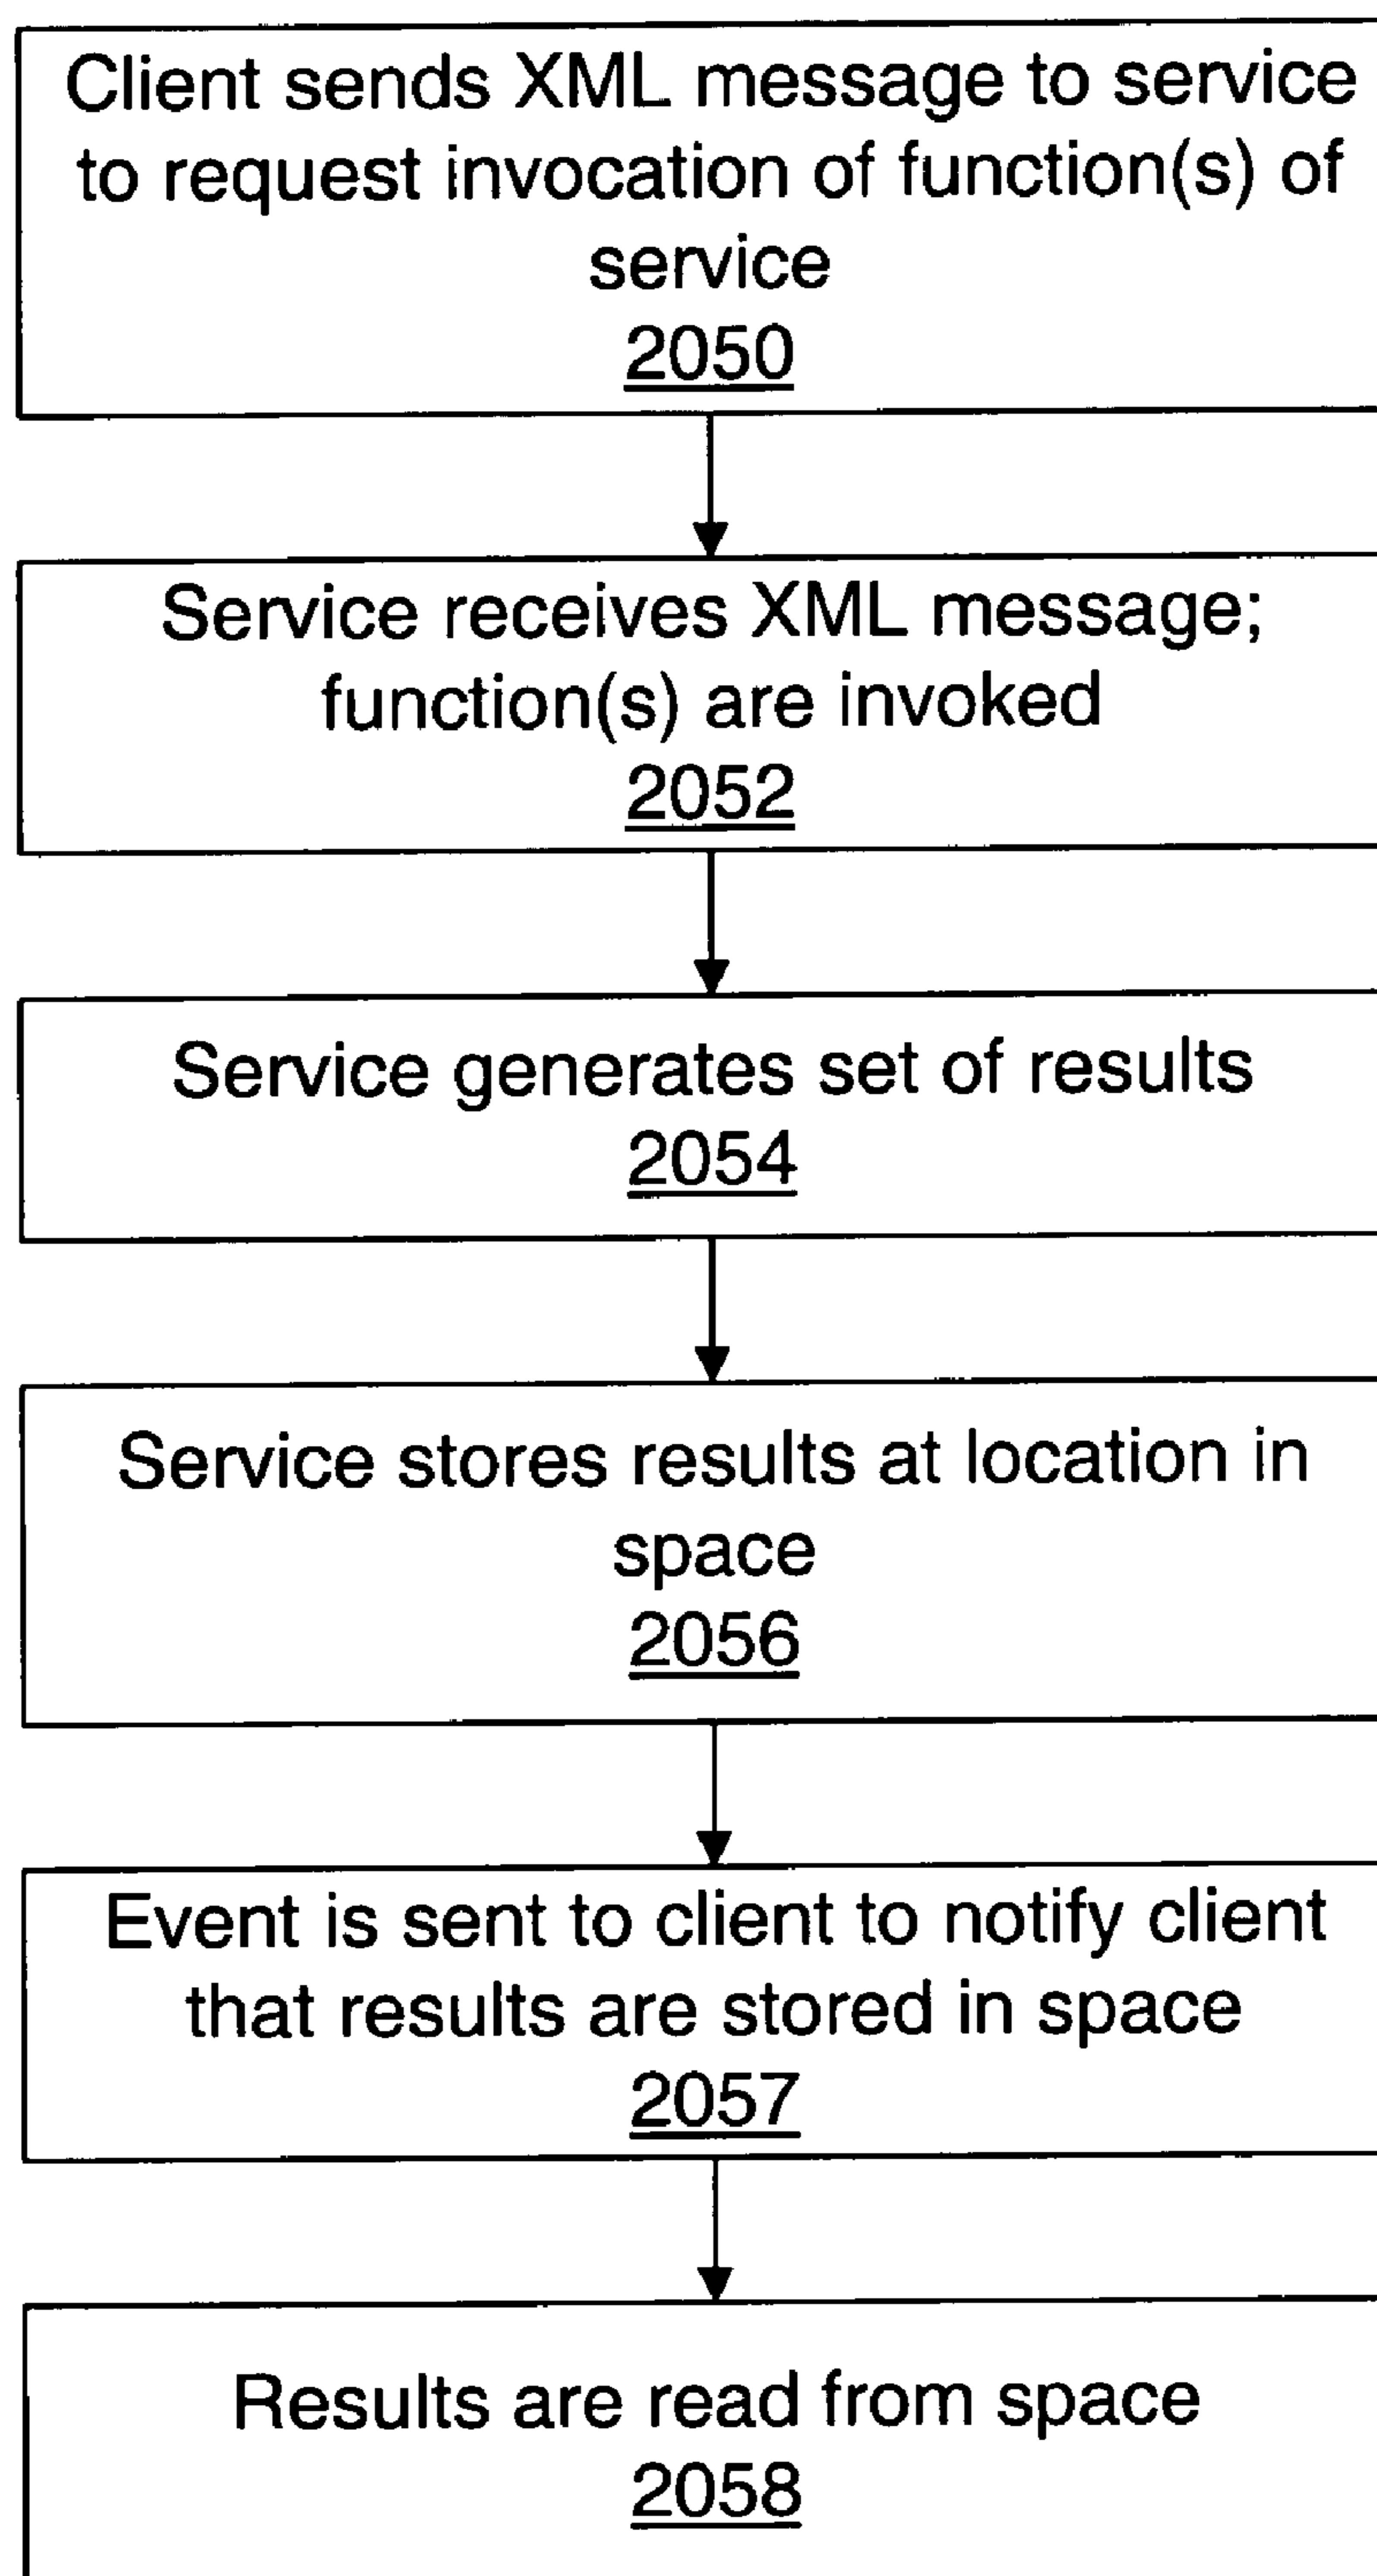 Client sends XML message to service
to request invocation of function(s) of
service
2050
Service receives XML message;
function(s) are invoked
2052
Service generates set of results
2054
Service stores results at location in
space
2056
Event is sent to client to notify client
that results are stored in space
2057
Results are read from space
2058